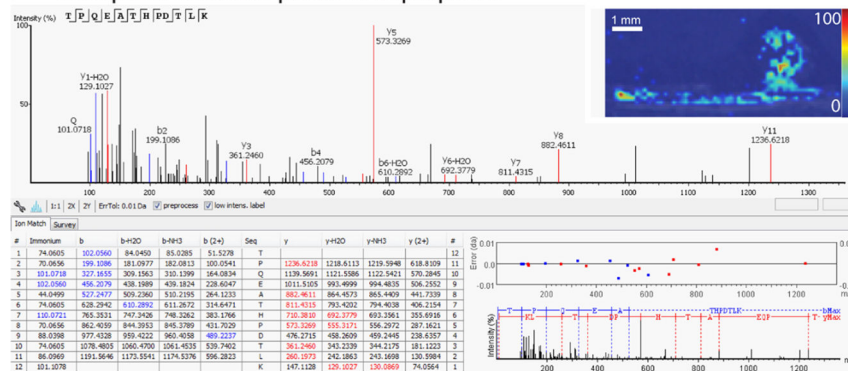 Intensity (%) T P Q E A T H P D T L K
100
50
Y5
573.3269
Y1-H2O
129.1027
Q
101.0718
b2
199.1086
Y3
361.2460
b4
456.2079
b6-H2O
610.2892
Y6-H2O
692.3779
Y7
811.4315
Y8
882.4611
Y11
1236.6218
1 mm
100
0
100 200 300 400 500 600 700 800 900 1000 1100 1200 1300
1:1 2X 2Y ErrTol: 0.01 Da preprocess low intens. label
Ion Match Survey
# Immonium b b-H2O b-NH3 b (2+) Seq y y-H2O y-NH3 y (2+) #
1 74.0605 102.0560 84.0450 85.0285 51.5278 T 12
2 70.0656 199.1086 181.0977 182.0813 100.0541 P 1236.6218 1218.6113 1219.5948 618.8109 11
3 101.0718 327.1655 309.1563 310.1399 164.0834 Q 1139.5691 1121.5586 1122.5421 570.2845 10
4 102.0560 456.2079 438.1989 439.1824 228.6047 E 1011.5105 993.4999 994.4835 506.2552 9
5 44.0499 527.2477 509.2360 510.2195 264.1233 A 882.4611 864.4573 865.4409 441.7339 8
6 74.0605 628.2942 610.2892 611.2672 314.6471 T 811.4315 793.4202 794.4038 406.2154 7
7 110.0721 765.3531 747.3426 748.3262 383.1766 H 710.3810 692.3779 693.3561 355.6916 6
8 70.0656 862.4059 844.3953 845.3789 431.7029 P 573.3269 555.3171 556.2972 287.1621 5
9 88.0398 977.4328 959.4222 960.4058 489.2237 D 476.2715 458.2609 459.2445 238.6357 4
10 74.0605 1078.4805 1060.4700 1061.4535 539.7402 T 361.2460 343.2339 344.2175 181.1223 3
11 86.0969 1191.5646 1173.5541 1174.5376 596.2823 L 260.1973 242.1863 243.1698 130.5984 2
12 101.1078 K 147.1128 129.1027 130.0869 74.0564 1
Error (da)
0.01
0.00
-0.01
200 400 600 800 1000 1200
T P Q E A THPDTLK bMax
KL T DP H T A EQP T yMax
Intensity (%)
200 400 600 800 1000 1200